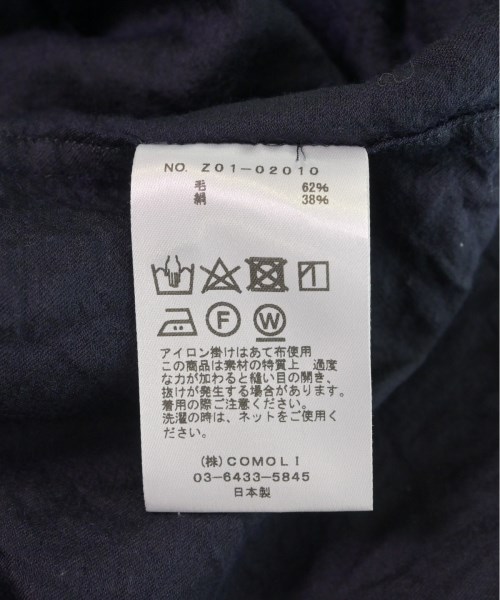 NO. Z01-02010
毛 62%
絹 38%
F W
アイロン掛けはあて布使用
この商品は素材の特質上 過度
な力が加わると縫い目の開き、
抜けが発生する場合があります。
着用の際ご注意ください。
洗濯の時は、ネットをご使用く
ださい。
(株) COMOLI
03-6433-5845
日本製